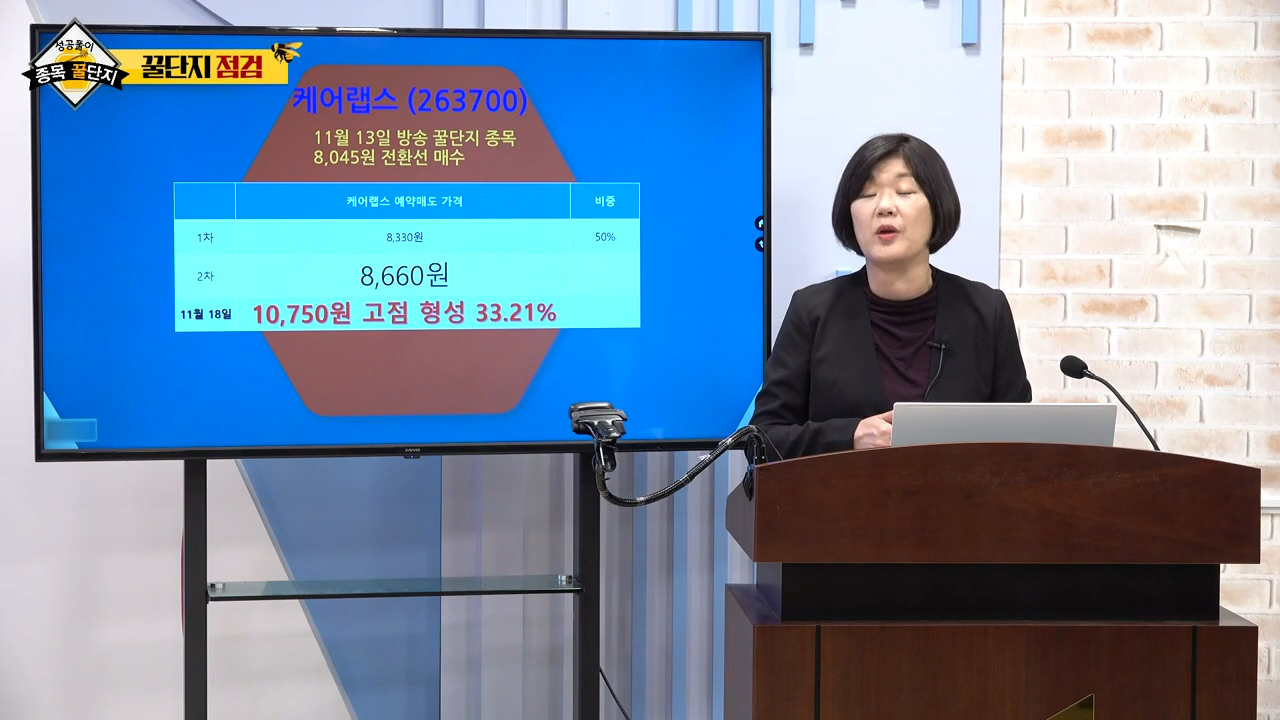 성공풀이
종목 꿀단지
꿀단지 점검
케어랩스 (263700)
11월 13일 방송 꿀단지 종목
8,045원 전환선 매수
케어랩스 예약매도 가격 비중
1차 8,330원 50%
2차 8,660원
11월 18일 10,750원 고점 형성 33.21%